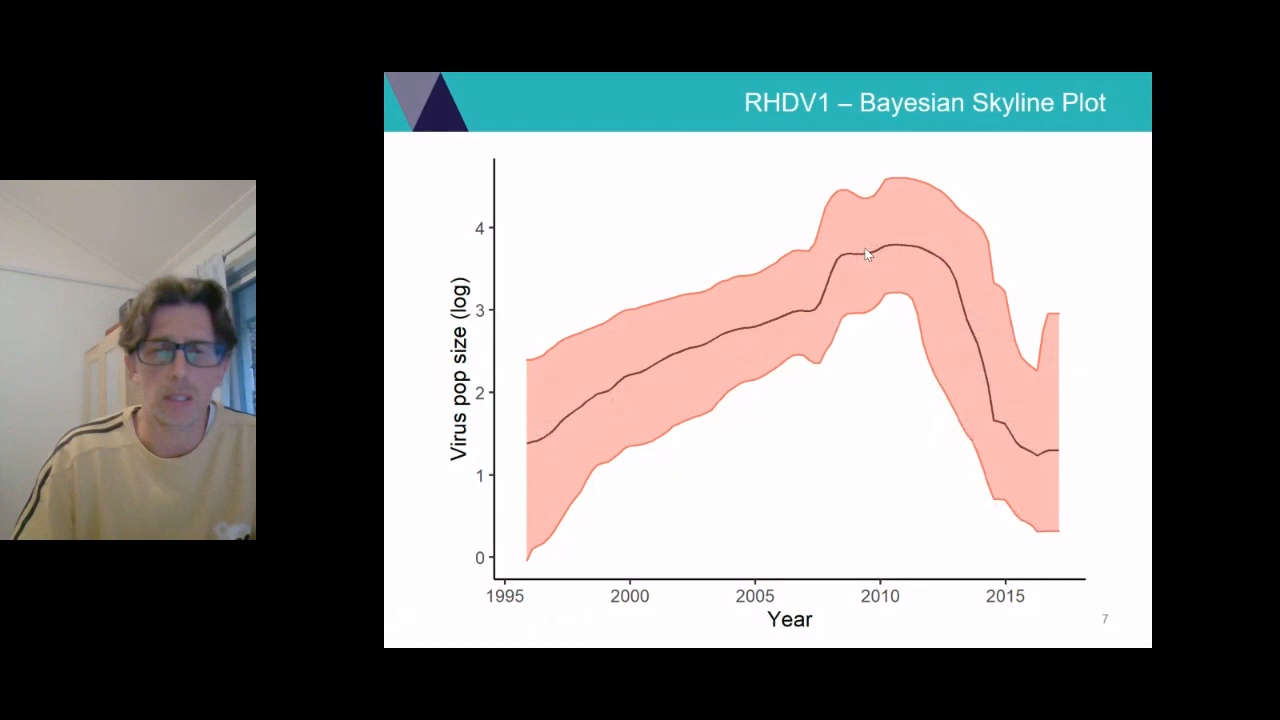 RHDV1 – Bayesian Skyline Plot
Virus pop size (log)
4
3
2
1
0
1995 2000 2005 2010 2015
Year
7